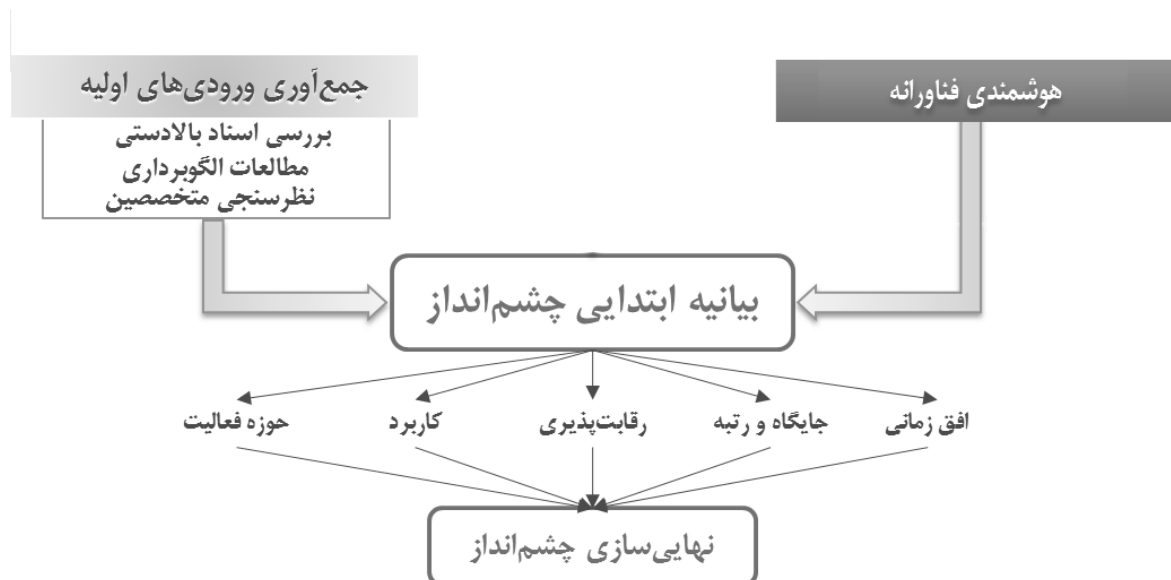 هوشمندی فناورانه
جمع‌آوری ورودی‌های اولیه
بررسی اسناد بالادستی
مطالعات الگوبرداری
نظرسنجی متخصصین
بیانیه ابتدایی چشم‌انداز
افق زمانی
جایگاه و رتبه
رقابت‌پذیری
کاربرد
حوزه فعالیت
نهایی‌سازی چشم‌انداز